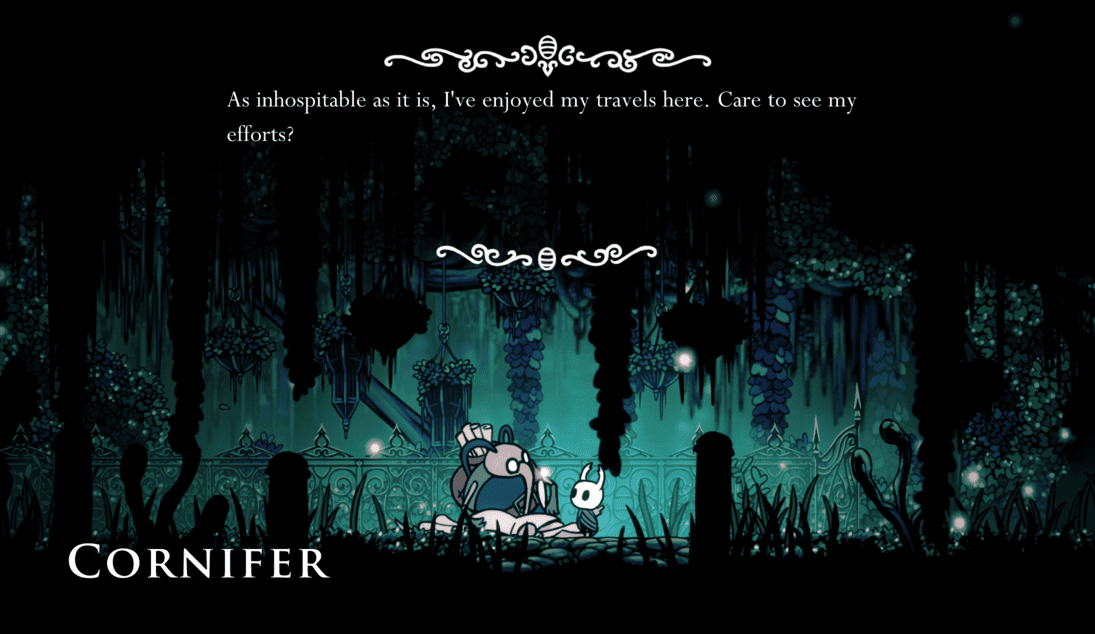 As inhospitable as it is, I've enjoyed my travels here. Care to see my
efforts?
CORNIFER